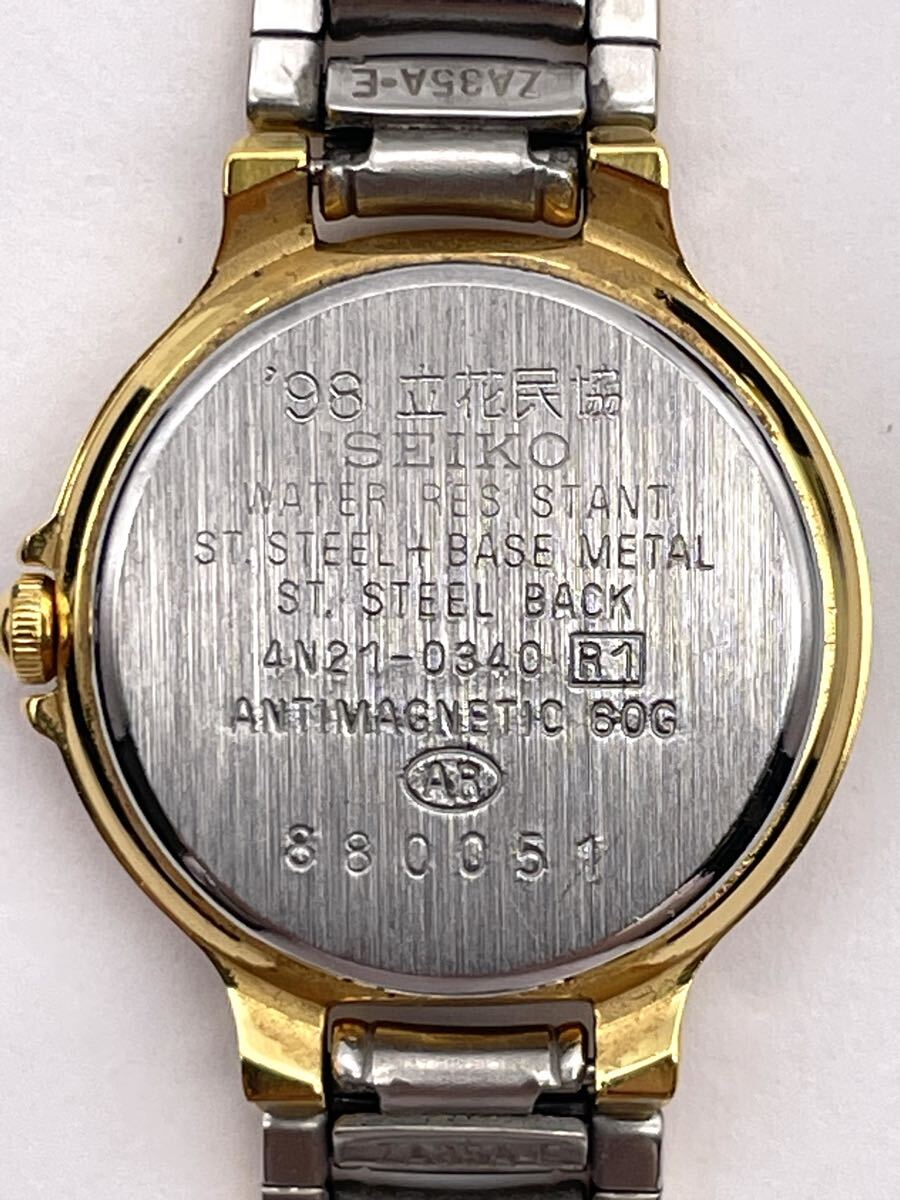 ZA35A-E
'98 立花民協
SEIKO
WATER RESISTANT
ST.STEEL+BASE METAL
ST. STEEL BACK
4N21-0340 R1
ANTIMAGNETIC 60G
AR
880051